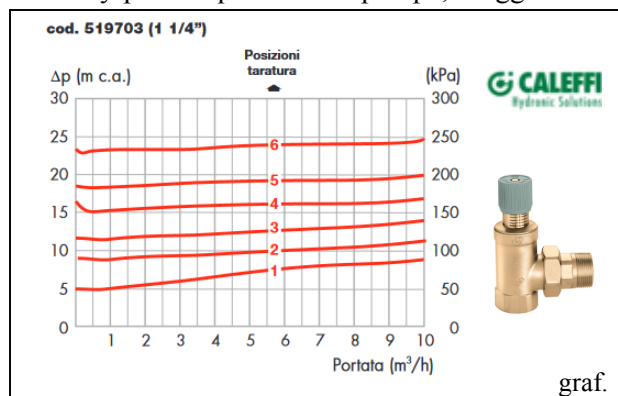 cod. 519703 (1 1/4")
Posizioni
taratura
Δp (m c.a.)
(kPa)
30
25
20
15
10
5
0
300
250
200
150
100
50
0
6
5
4
3
2
1
1 2 3 4 5 6 7 8 9 10
Portata (m³/h)
CALEFFI
Hydronic Solutions
graf.